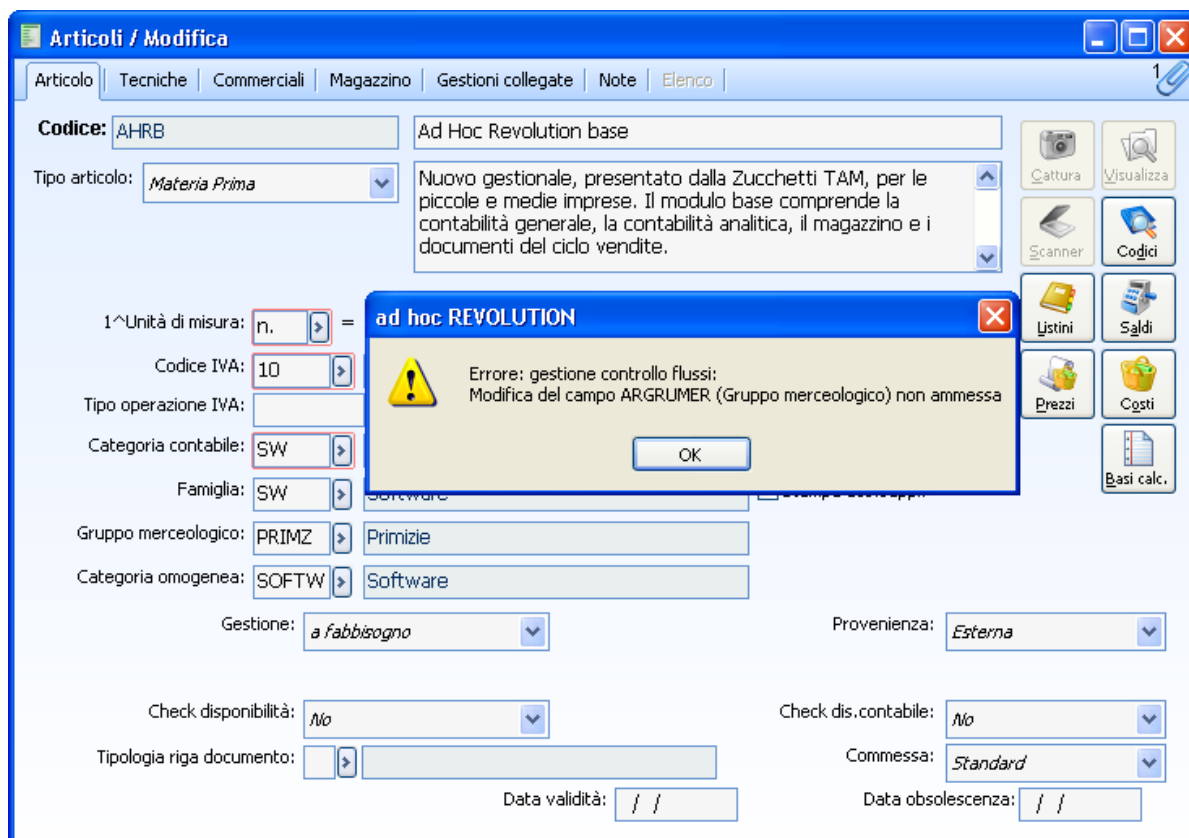 Articoli / Modifica
Articolo Tecniche Commerciali Magazzino Gestioni collegate Note Elenco 1
Codice: AHRB Ad Hoc Revolution base
Tipo articolo: Materia Prima
Nuovo gestionale, presentato dalla Zucchetti TAM, per le
piccole e medie imprese. Il modulo base comprende la
contabilità generale, la contabilità analitica, il magazzino e i
documenti del ciclo vendite.
Cattura Visualizza
Scanner Codici
Listini Saldi
Prezzi Costi
Basi calc.
1^Unità di misura: n. =
Codice IVA: 10
Tipo operazione IVA:
Categoria contabile: SW
ad hoc REVOLUTION
Errore: gestione controllo flussi:
Modifica del campo ARGRUMER (Gruppo merceologico) non ammessa
OK
Famiglia: SW Software
Gruppo merceologico: PRIMZ Primizie
Categoria omogenea: SOFTW Software
Gestione: a fabbisogno Provenienza: Esterna
Check disponibilità: No Check dis.contabile: No
Tipologia riga documento: Commessa: Standard
Data validità: / / Data obsolescenza: / /